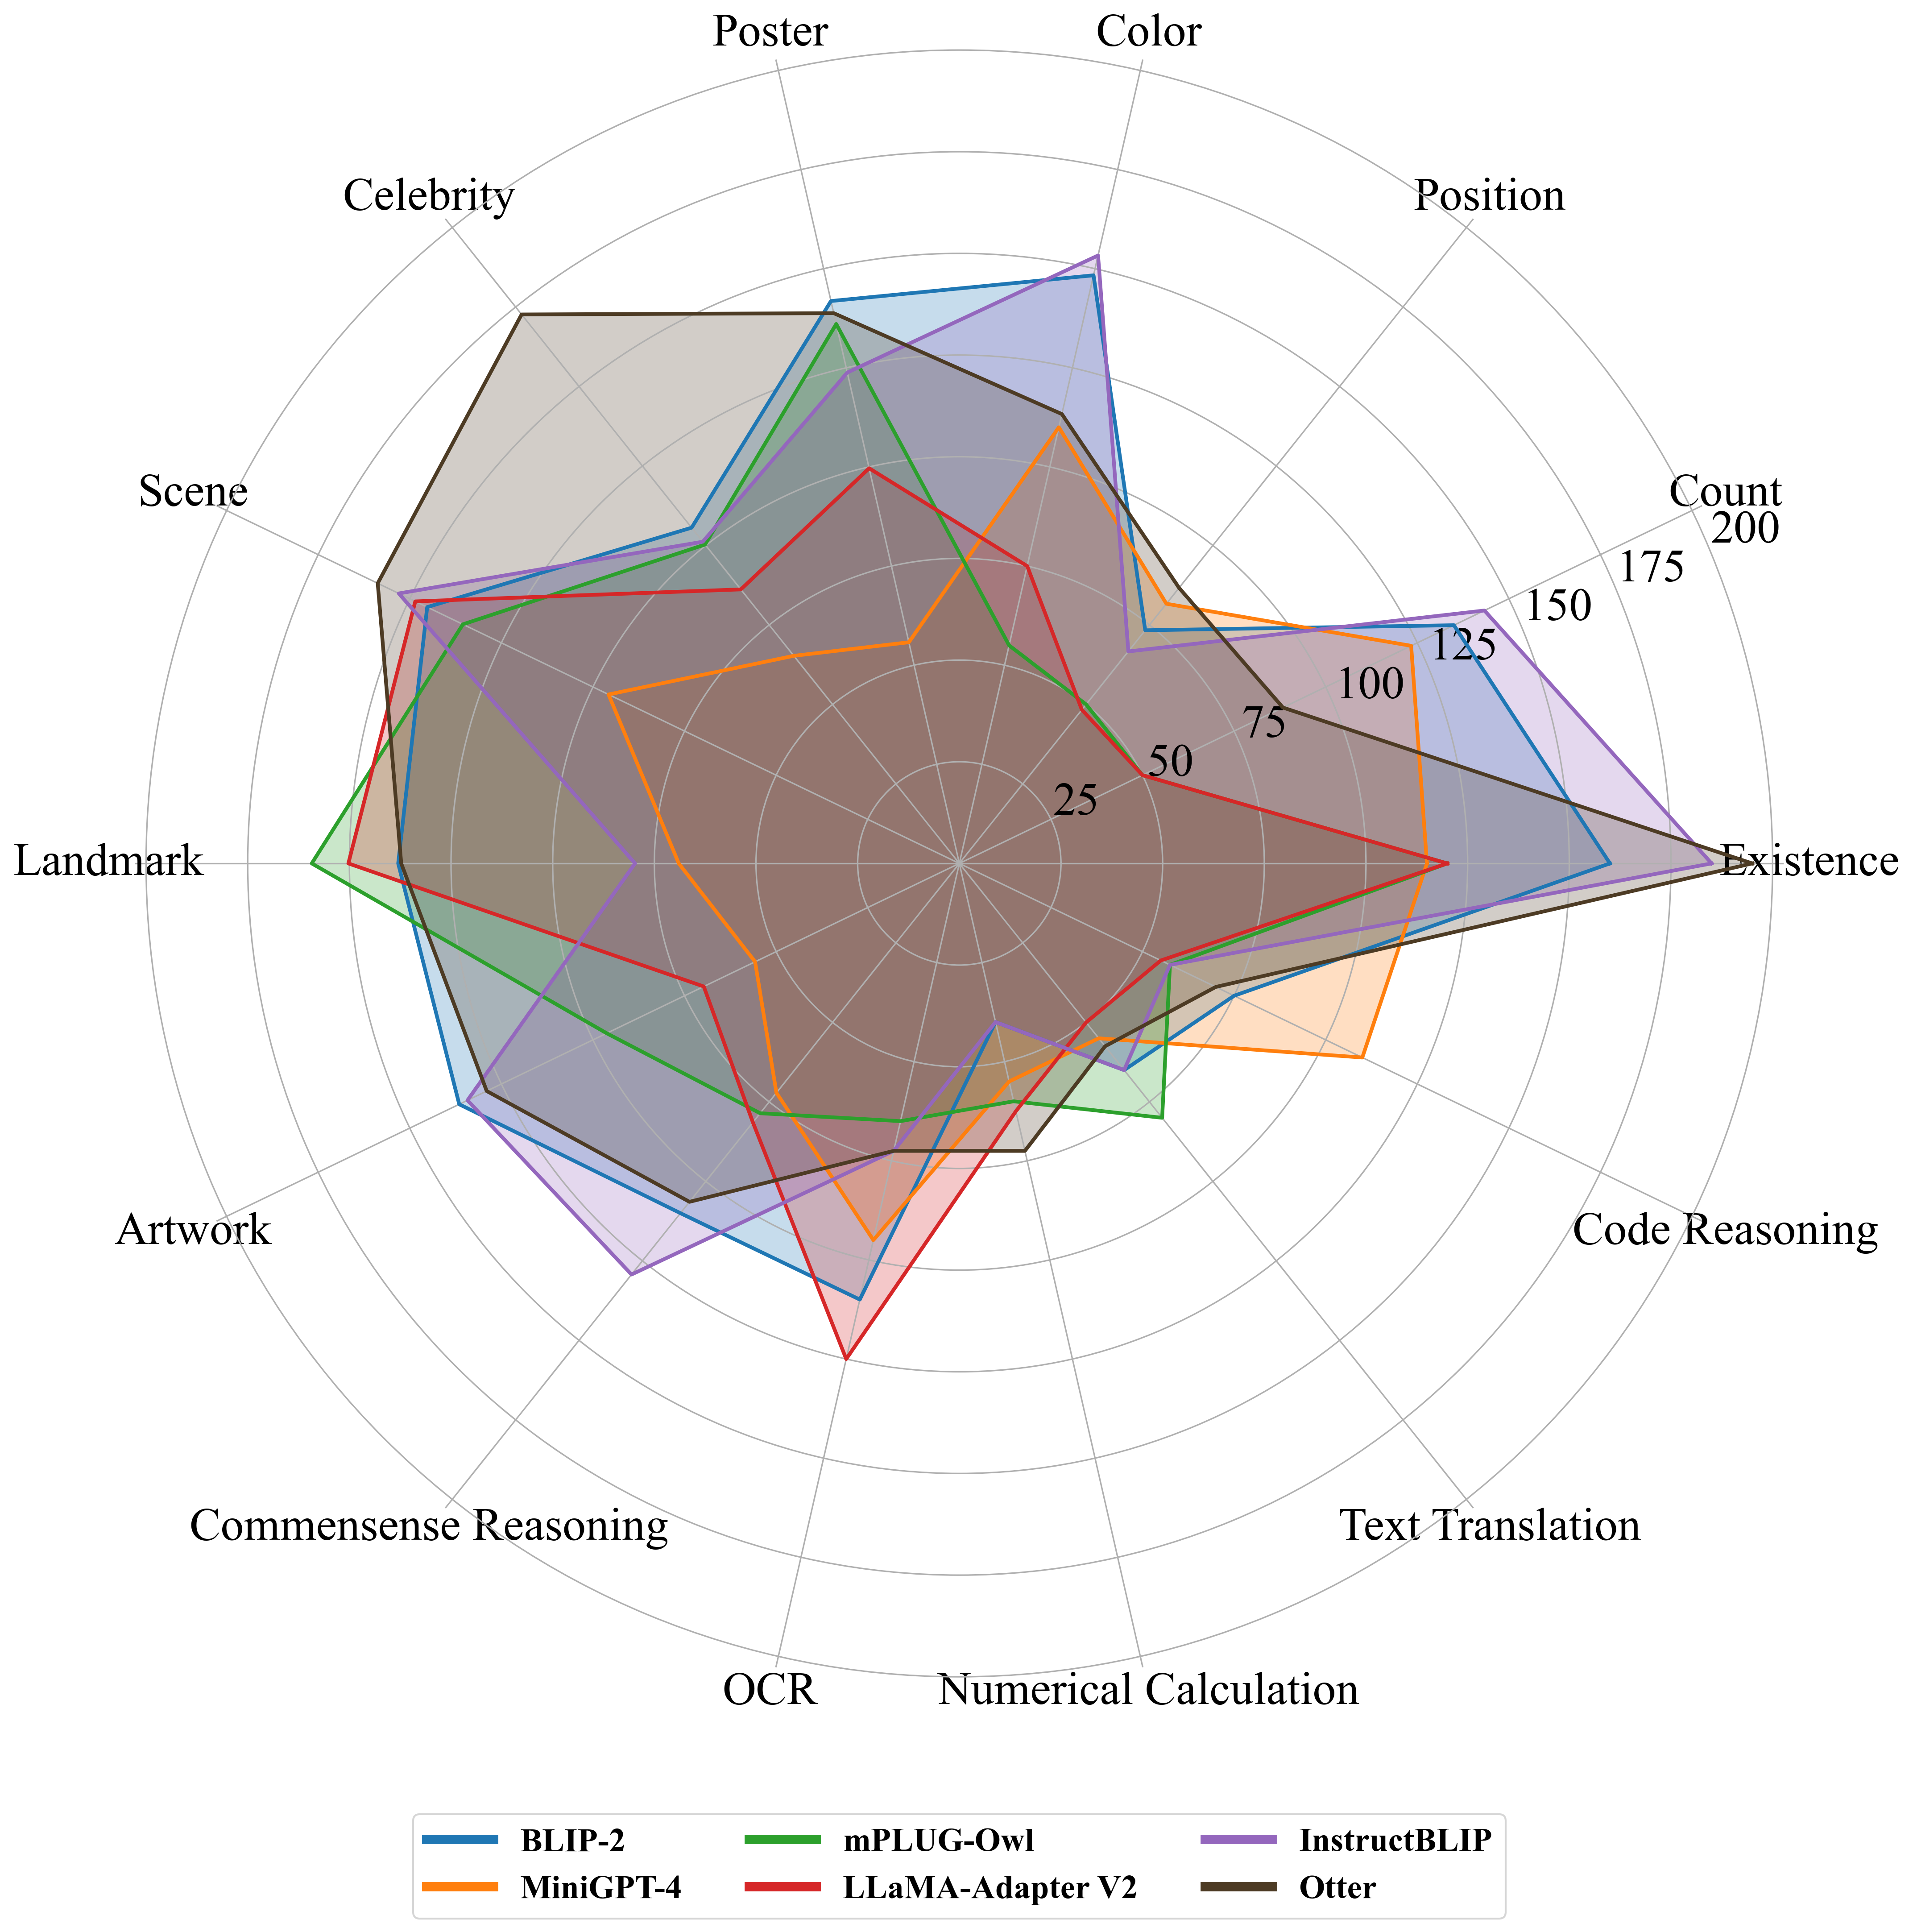 Poster
Color
Celebrity
Position
Scene
Count
200
175
150
125
100
75
50
25
Landmark
Existence
Artwork
Code Reasoning
Commensense Reasoning
Text Translation
OCR
Numerical Calculation
BLIP-2
mPLUG-Owl
InstructBLIP
MiniGPT-4
LLaMA-Adapter V2
Otter